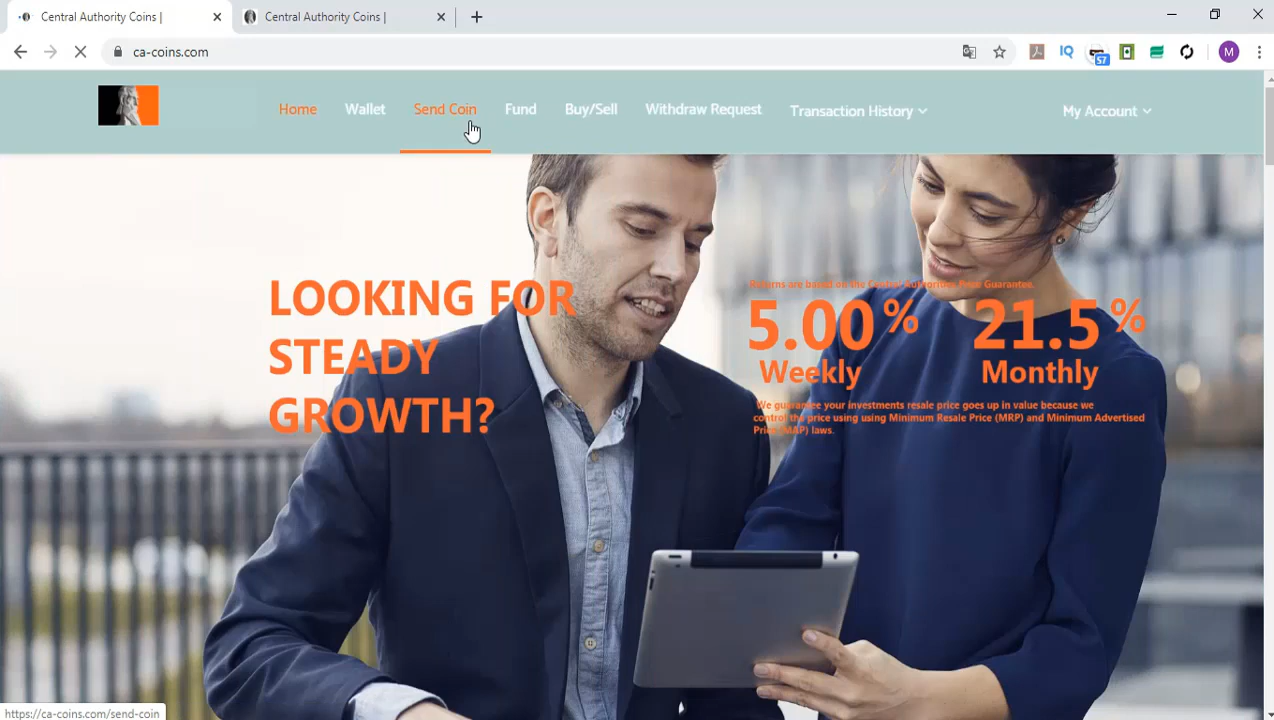 Central Authority Coins |
Central Authority Coins |
ca-coins.com
IQ
57
M
Home
Wallet
Send Coin
Fund
Buy/Sell
Withdraw Request
Transaction History
My Account
LOOKING FOR
STEADY
GROWTH?
Returns are based on the Central Authorities Price Guarantee.
5.00 %
Weekly
21.5 %
Monthly
We guarantee your investments resale price goes up in value because we
control the price using using Minimum Resale Price (MRP) and Minimum Advertised
Price (MAP) laws.
https://ca-coins.com/send-coin